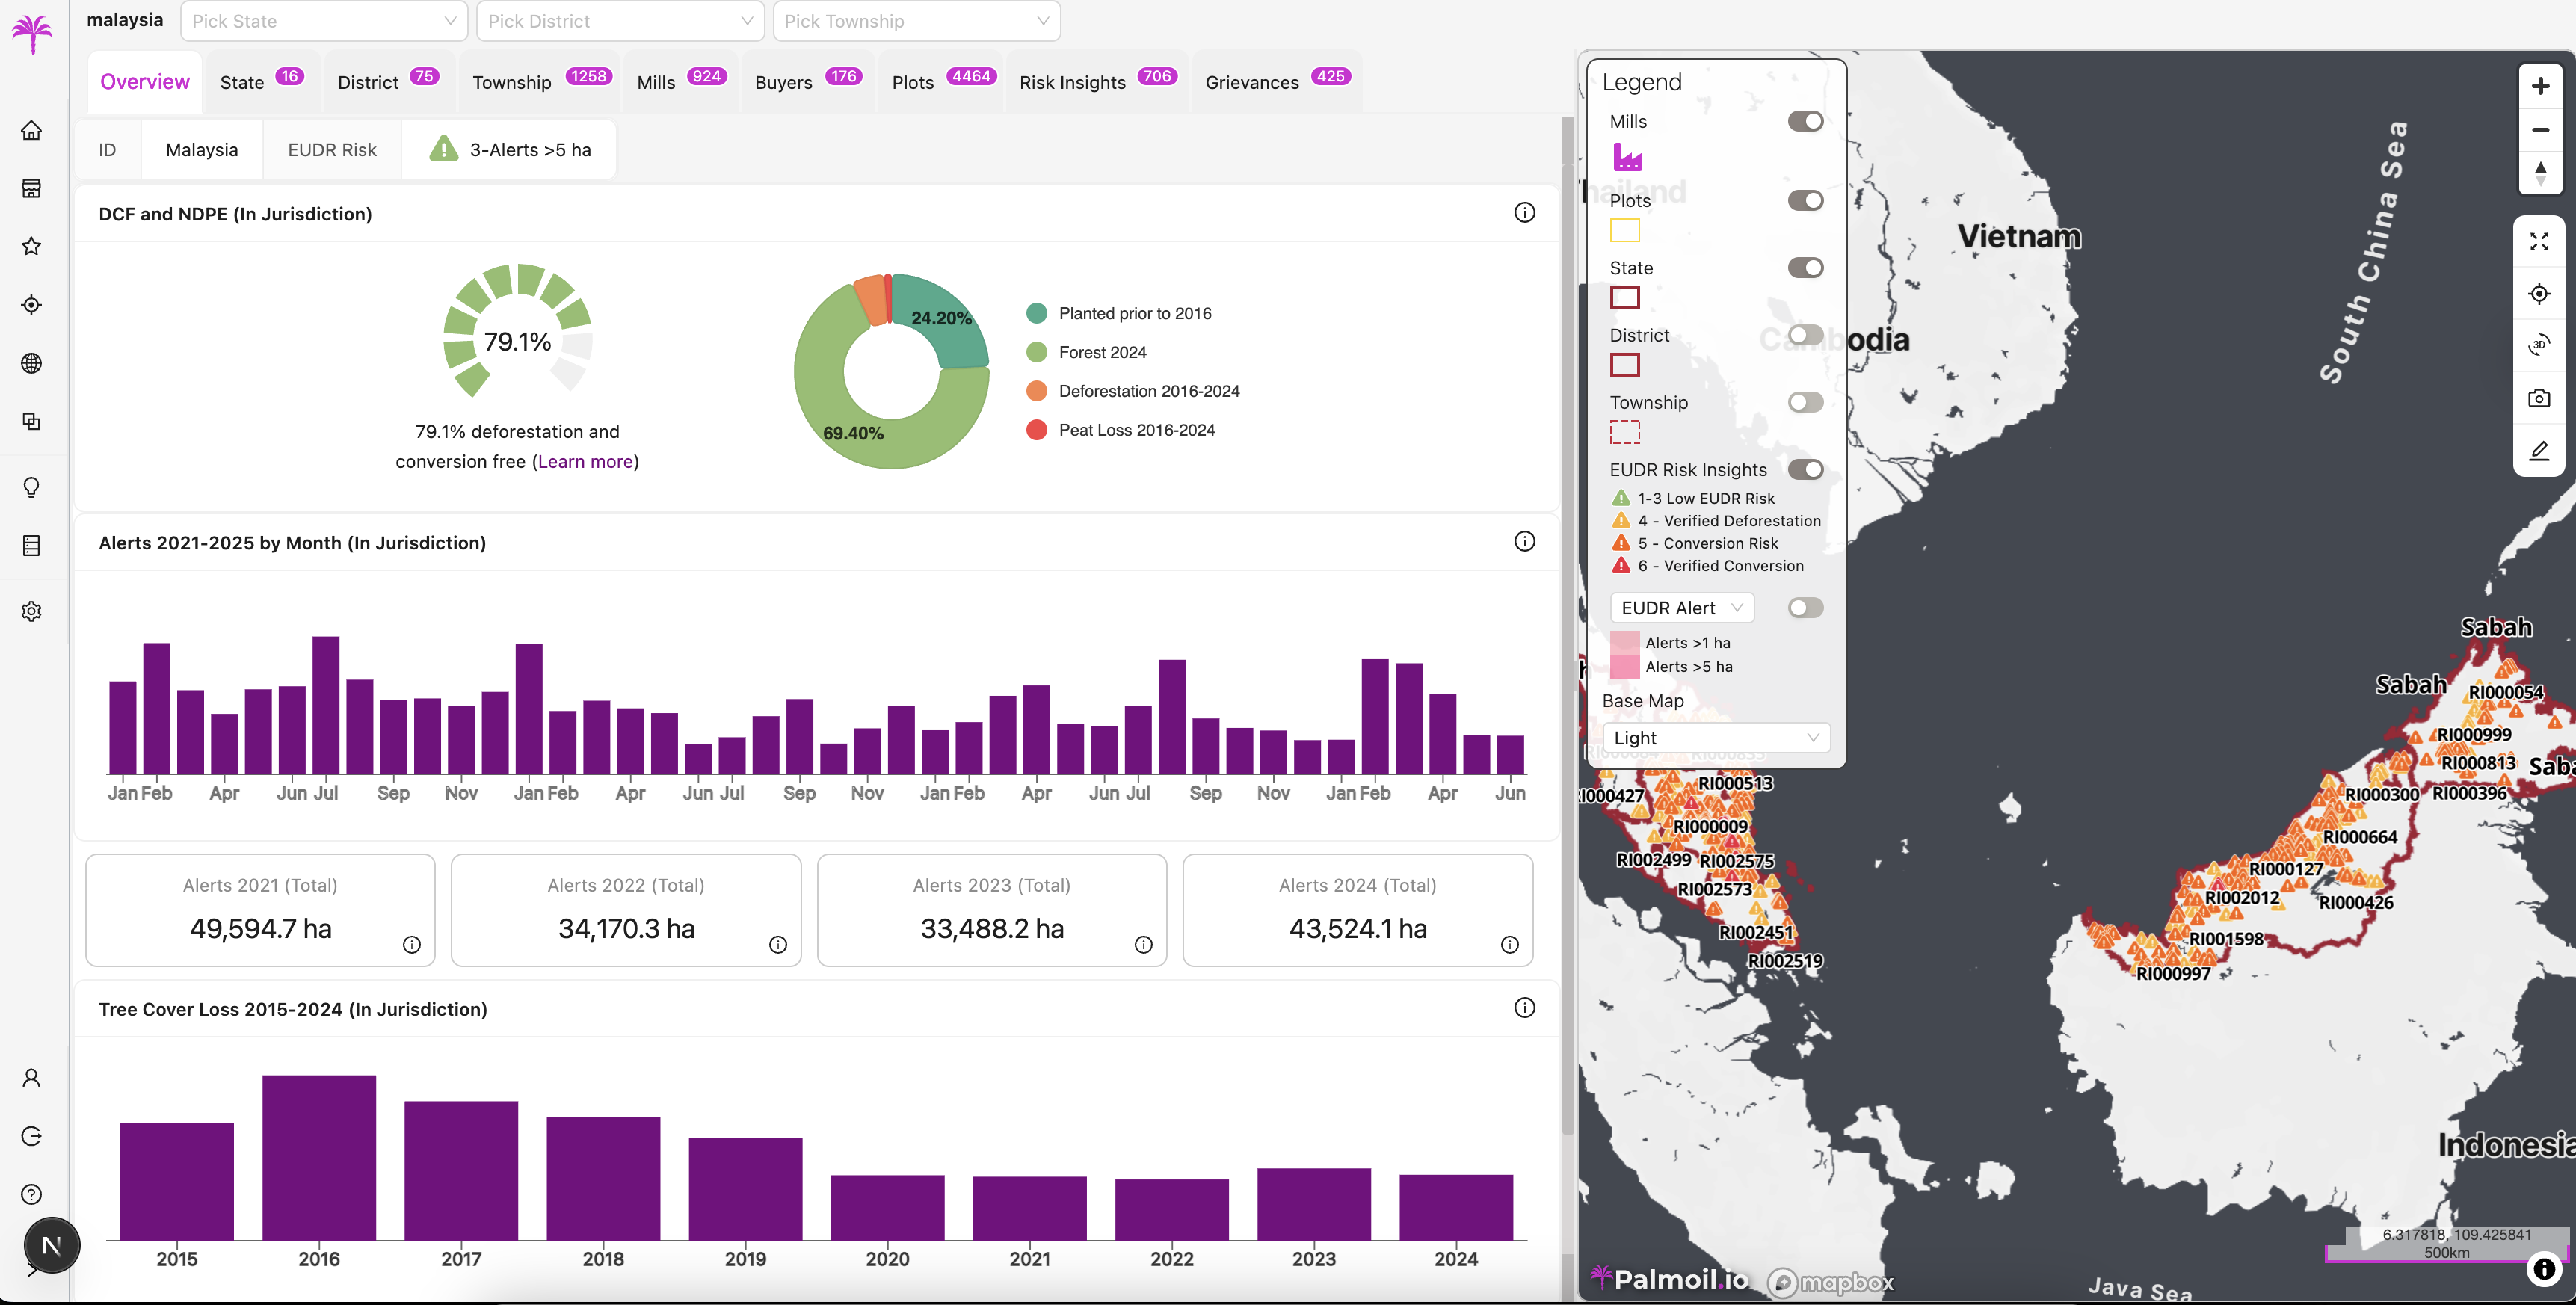 malaysia
Pick State
Pick District
Pick Township
Overview
State 16
District 75
Township 1258
Mills 924
Buyers 176
Plots 4464
Risk Insights 706
Grievances 425
ID
Malaysia
EUDR Risk
3-Alerts >5 ha
DCF and NDPE (In Jurisdiction)
79.1%
79.1% deforestation and
conversion free (Learn more)
24.20%
69.40%
Planted prior to 2016
Forest 2024
Deforestation 2016-2024
Peat Loss 2016-2024
Alerts 2021-2025 by Month (In Jurisdiction)
Jan Feb Apr Jun Jul Sep Nov Jan Feb Apr Jun Jul Sep Nov Jan Feb Apr Jun Jul Sep Nov Jan Feb Apr Jun
Alerts 2021 (Total)
49,594.7 ha
Alerts 2022 (Total)
34,170.3 ha
Alerts 2023 (Total)
33,488.2 ha
Alerts 2024 (Total)
43,524.1 ha
Tree Cover Loss 2015-2024 (In Jurisdiction)
2015 2016 2017 2018 2019 2020 2021 2022 2023 2024
N
Legend
Mills
Plots
State
District
Township
EUDR Risk Insights
1-3 Low EUDR Risk
4 - Verified Deforestation
5 - Conversion Risk
6 - Verified Conversion
EUDR Alert
Alerts >1 ha
Alerts >5 ha
Base Map
Light
Thailand
Vietnam
Cambodia
South China Sea
3D
Sabah
Sabah
RI000054
RI000999
RI000813
Saba
RI000300
RI000396
RI000664
RI000127
RI002012
RI000426
RI001598
RI000997
RI000513
RI000427
RI000009
RI002499
RI002575
RI002573
RI002451
RI002519
Indonesia
6.317818, 109.425841
500km
Java Sea
Palmoil.io
mapbox